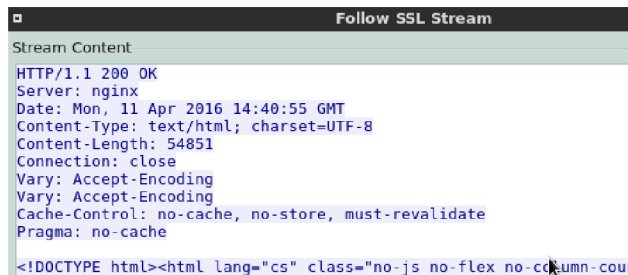 Follow SSL Stream
Stream Content
HTTP/1.1 200 OK
Server: nginx
Date: Mon, 11 Apr 2016 14:40:55 GMT
Content-Type: text/html; charset=UTF-8
Content-Length: 54851
Connection: close
Vary: Accept-Encoding
Vary: Accept-Encoding
Cache-Control: no-cache, no-store, must-revalidate
Pragma: no-cache
<!DOCTYPE html><html lang="cs" class="no-js no-flex no-column-cou